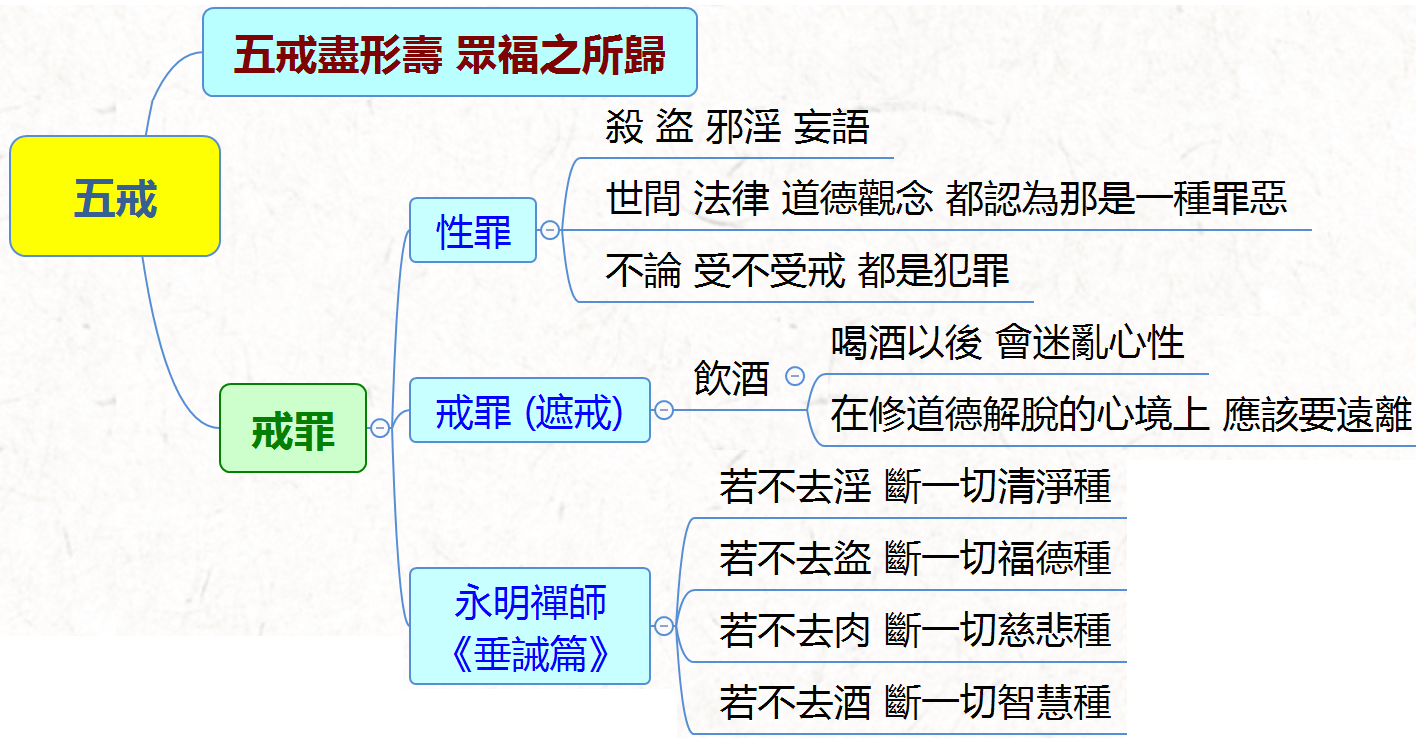 五戒盡形壽 眾福之所歸
五戒
殺 盜 邪淫 妄語
性罪
世間 法律 道德觀念 都認為那是一種罪惡
不論 受不受戒 都是犯罪
戒罪
戒罪 (遮戒)
飲酒
喝酒以後 會迷亂心性
在修道德解脫的心境上 應該要遠離
永明禪師
《垂誡篇》
若不去淫 斷一切清淨種
若不去盜 斷一切福德種
若不去肉 斷一切慈悲種
若不去酒 斷一切智慧種